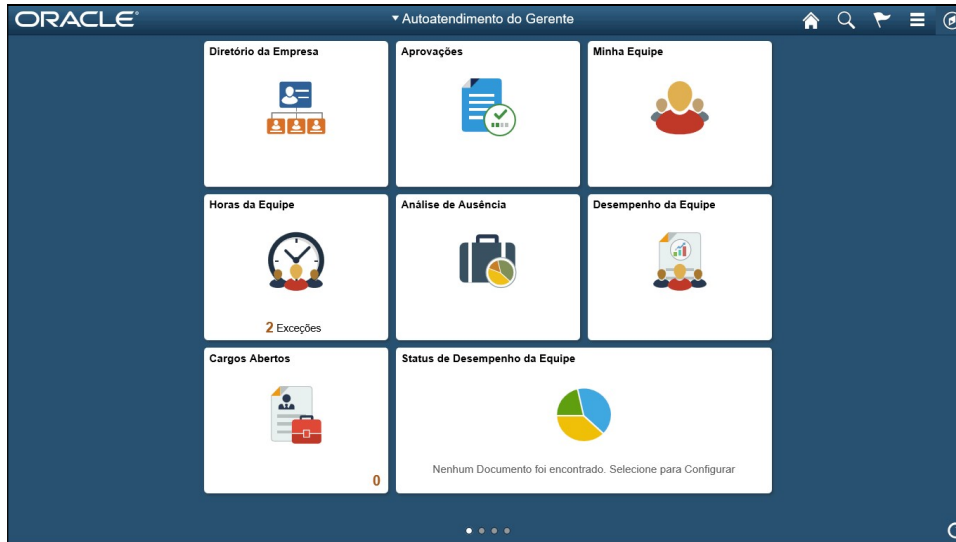 ORACLE
Autoatendimento do Gerente
Diretório da Empresa
Aprovações
Minha Equipe
Horas da Equipe
2 Exceções
Análise de Ausência
Desempenho da Equipe
Cargos Abertos
0
Status de Desempenho da Equipe
Nenhum Documento foi encontrado. Selecione para Configurar